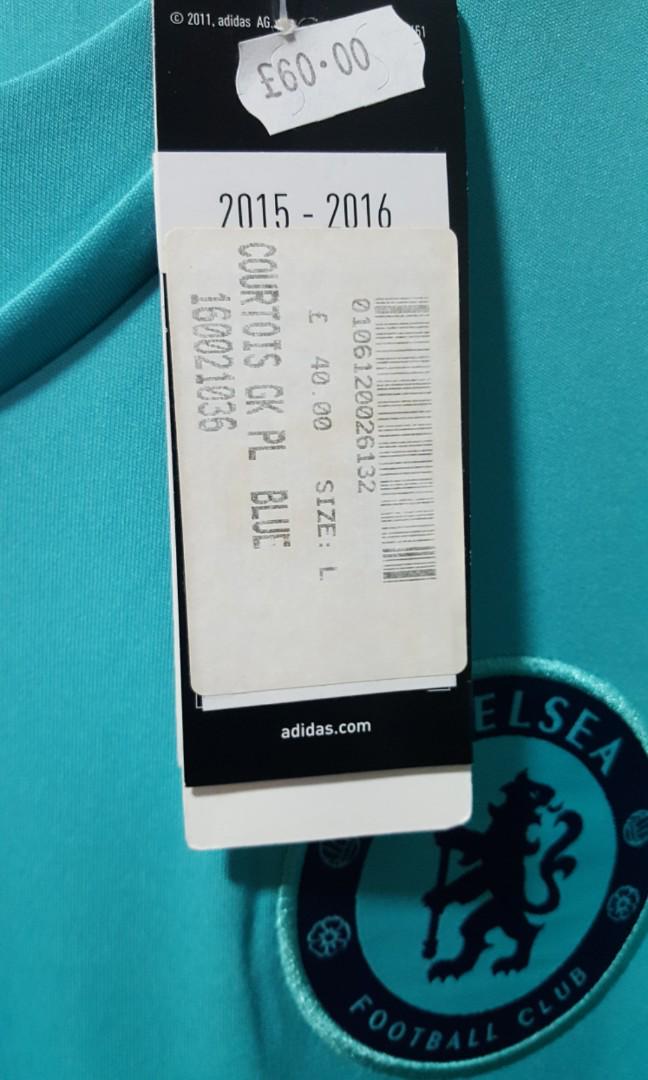 © 2011, adidas AG.
£60.00
2015 - 2016
0106120026132
£ 40.00 SIZE: L
COURTOIS GK PL BLUE
160021036
adidas.com
ELSEA
FOOTBALL CLUB